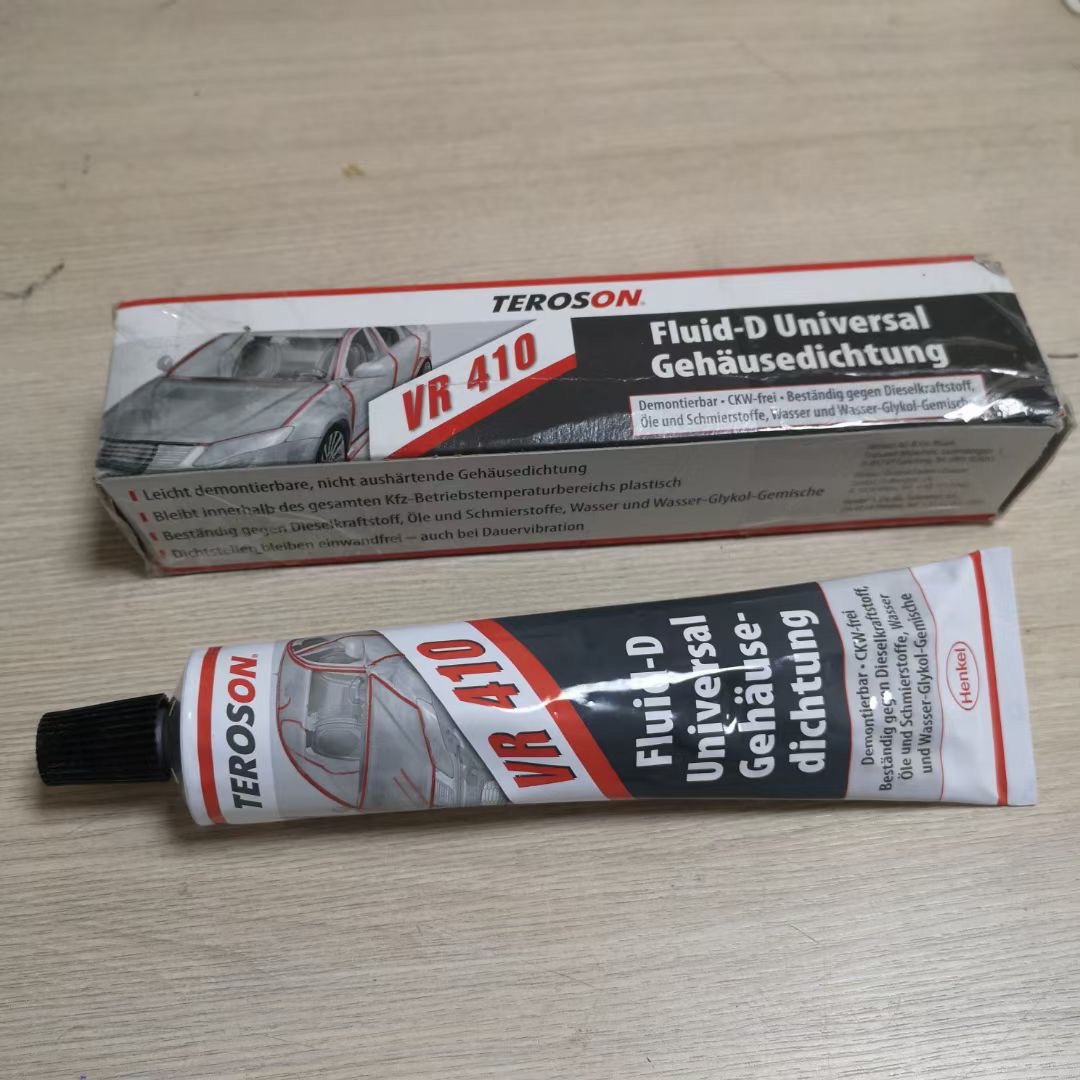 TEROSON
VR 410
Fluid-D Universal
Gehäusedichtung
Demontierbar • CKW-frei • Beständig gegen Dieselkraftstoff,
Öle und Schmierstoffe, Wasser und Wasser-Glykol-Gemische
Leicht demontierbare, nicht aushärtende Gehäusedichtung
Bleibt innerhalb des gesamten Kfz-Betriebstemperaturbereichs plastisch
Beständig gegen Dieselkraftstoff, Öle und Schmierstoffe, Wasser und Wasser-Glykol-Gemische
Dichtstellen bleiben einwandfrei – auch bei Dauervibration
TEROSON
VR 410
Fluid-D
Universal
Gehäuse-
dichtung
Demontierbar • CKW-frei
Beständig gegen Dieselkraftstoff,
Öle und Schmierstoffe, Wasser
und Wasser-Glykol-Gemische
Henkel